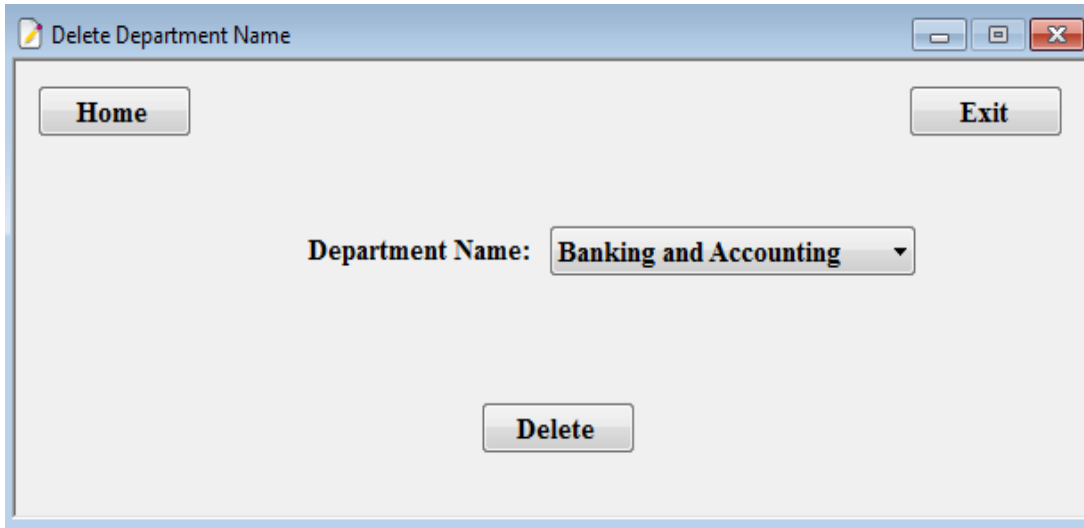 Delete Department Name
Home
Exit
Department Name:
Banking and Accounting
Delete